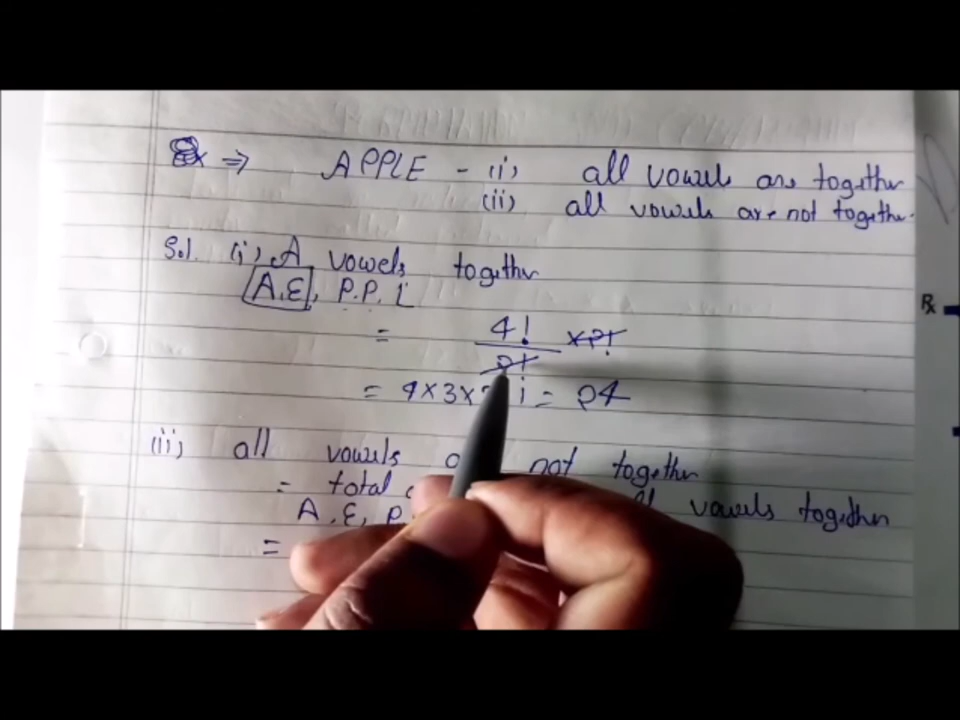 ⇒ APPLE - (i) all vowels are together
(ii) all vowels are not together.
Sol. (i) A vowels together
A.E, P.P. L
= 4! / 2! × 2!
= 4×3× 1 = 24
(ii) all vowels not together
= total vowels together
A, E, P
=
Rx